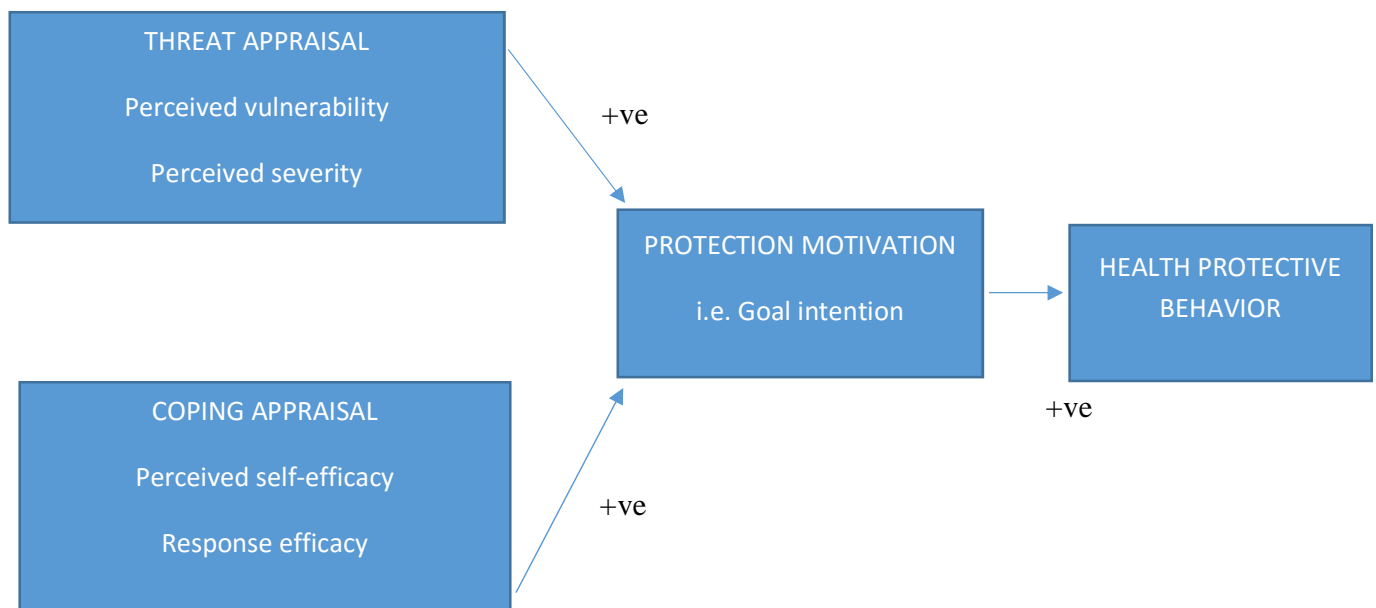 THREAT APPRAISAL
Perceived vulnerability
Perceived severity
+ve
PROTECTION MOTIVATION
i.e. Goal intention
HEALTH PROTECTIVE
BEHAVIOR
+ve
COPING APPRAISAL
Perceived self-efficacy
Response efficacy
+ve